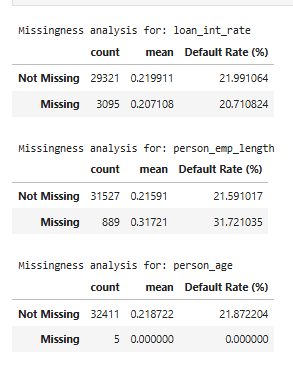 Missingness analysis for: loan_int_rate
count mean Default Rate (%)
Not Missing 29321 0.219911 21.991064
Missing 3095 0.207108 20.710824
Missingness analysis for: person_emp_length
count mean Default Rate (%)
Not Missing 31527 0.21591 21.591017
Missing 889 0.31721 31.721035
Missingness analysis for: person_age
count mean Default Rate (%)
Not Missing 32411 0.218722 21.872204
Missing 5 0.000000 0.000000